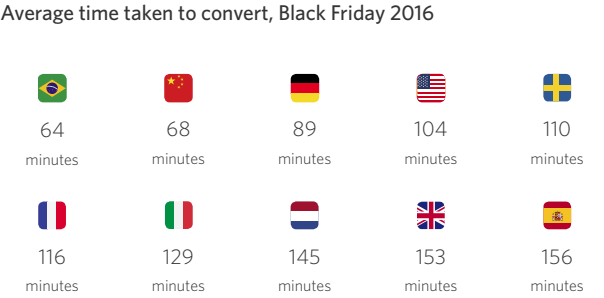 Average time taken to convert, Black Friday 2016
64 68 89 104 110
minutes minutes minutes minutes minutes
116 129 145 153 156
minutes minutes minutes minutes minutes